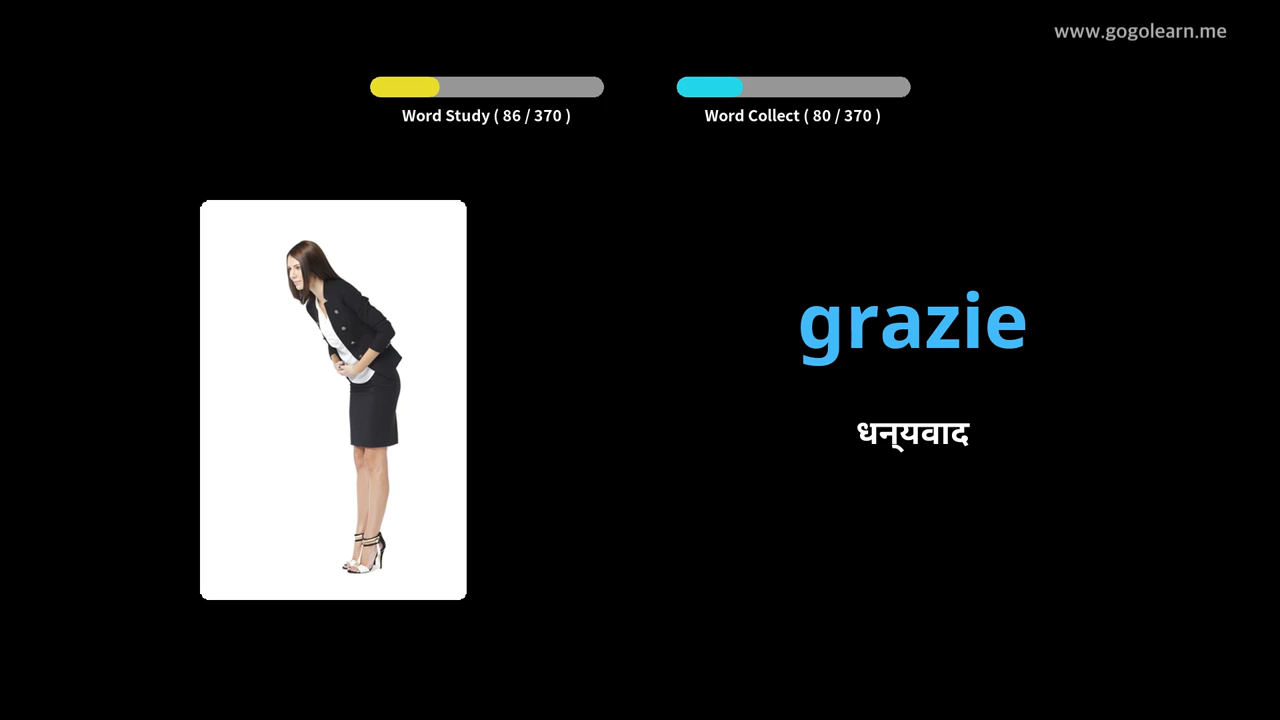 www.gogolearn.me
Word Study ( 86 / 370 )
Word Collect ( 80 / 370 )
grazie
धन्यवाद